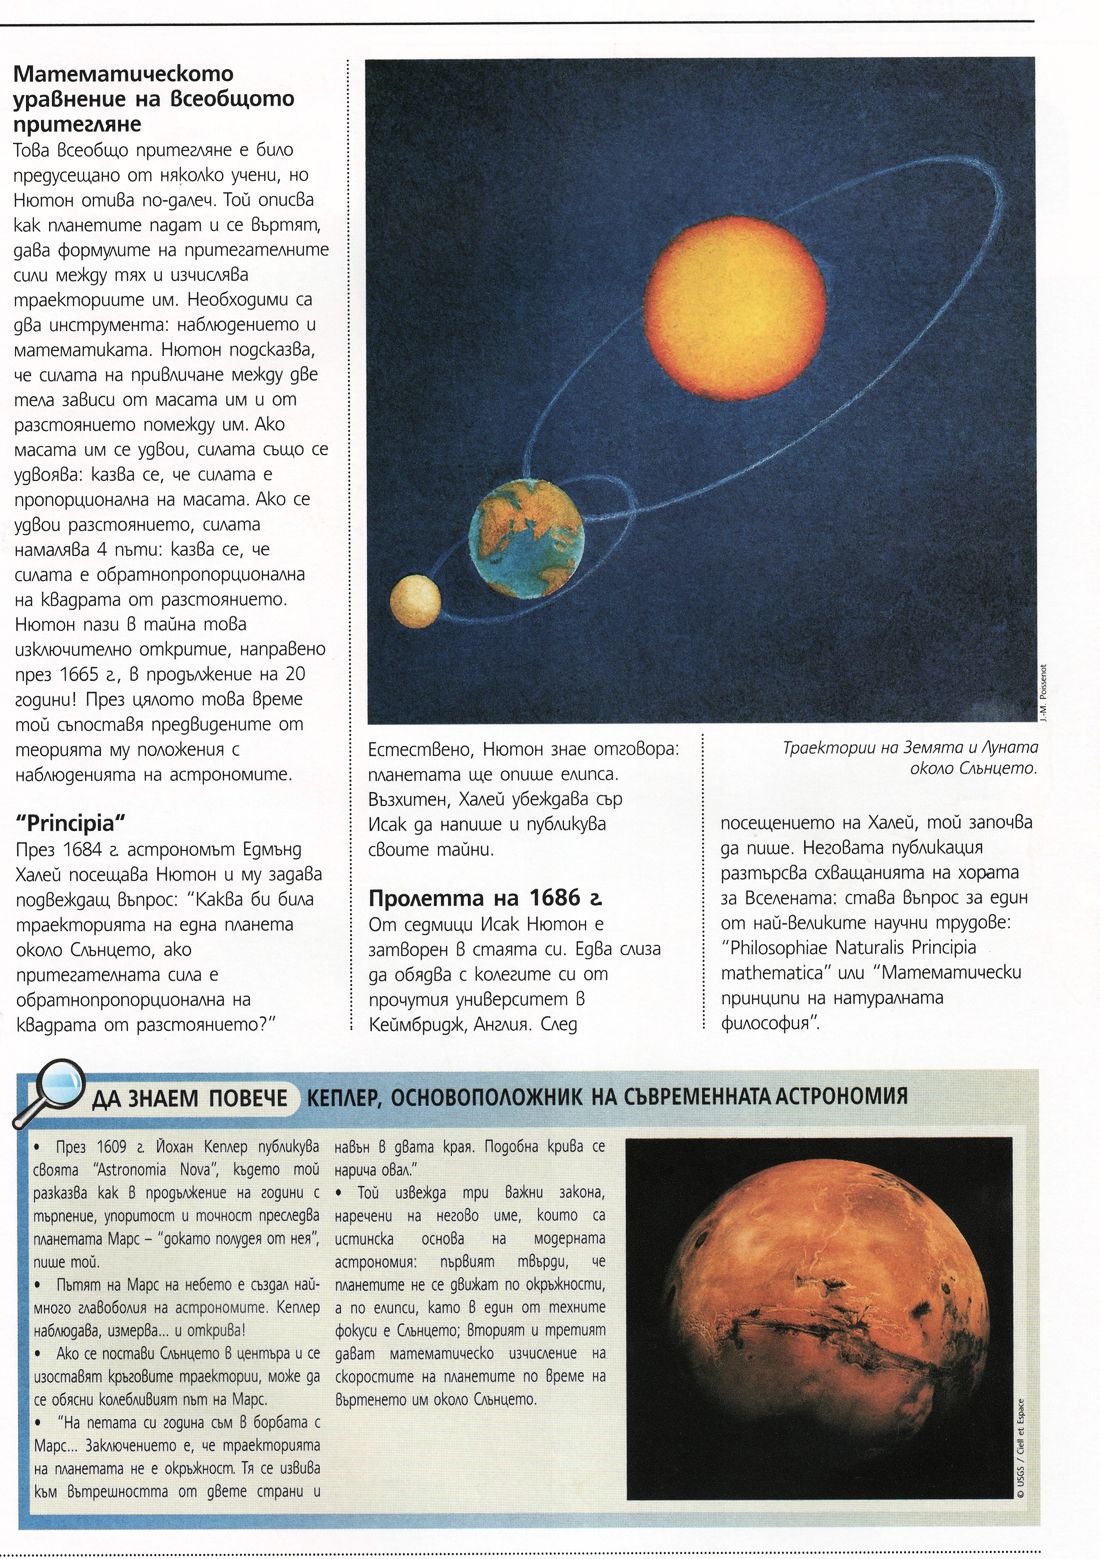 Математическото
уравнение на всеобщото
притегляне
Това всеобщо притегляне е било
предусещано от няколко учени, но
Нютон отива по-далеч. Той описва
как планетите падат и се въртят,
дава формулите на притегателните
сили между тях и изчислява
траекториите им. Необходими са
два инструмента: наблюдението и
математиката. Нютон подсказва,
че силата на привличане между две
тела зависи от масата им и от
разстоянието помежду им. Ако
масата им се удвои, силата също се
удвоява: казва се, че силата е
пропорционална на масата. Ако се
удвои разстоянието, силата
намалява 4 пъти: казва се, че
силата е обратнопропорционална
на квадрата от разстоянието.
Нютон пази в тайна това
изключително откритие, направено
през 1665 г., в продължение на 20
години! През цялото това време
той съпоставя предвидените от
теорията му положения с
наблюденията на астрономите.
“Principia“
През 1684 г. астрономът Едмънд
Халей посещава Нютон и му задава
подвеждащ въпрос: “Каква би била
траекторията на една планета
около Слънцето, ако
притегателната сила е
обратнопропорционална на
квадрата от разстоянието?”
J.-M. Poissenot
Естествено, Нютон знае отговора:
планетата ще опише елипса.
Възхитен, Халей убеждава сър
Исак да напише и публикува
своите тайни.
Пролетта на 1686 г.
От седмици Исак Нютон е
затворен в стаята си. Едва слиза
да обядва с колегите си от
прочутия университет в
Кеймбридж, Англия. След
Траектории на Земята и Луната
около Слънцето.
посещението на Халей, той започва
да пише. Неговата публикация
разтърсва схващанията на хората
за Вселената: става въпрос за един
от най-великите научни трудове:
“Philosophiae Naturalis Principia
mathematica” или “Математически
принципи на натуралната
философия”.
ДА ЗНАЕМ ПОВЕЧЕ КЕПЛЕР, ОСНОВОПОЛОЖНИК НА СЪВРЕМЕННАТА АСТРОНОМИЯ
• През 1609 г. Йохан Кеплер публикува
своята “Astronomia Nova”, където той
разказва как в продължение на години с
търпение, упоритост и точност преследва
планетата Марс – “докато полудея от нея”,
пише той.
• Пътят на Марс на небето е създал най-
много главоболия на астрономите. Кеплер
наблюдава, измерва... и открива!
• Ако се постави Слънцето в центъра и се
изоставят кръговите траектории, може да
се обясни колебливият път на Марс.
• “На петата си година съм в борбата с
Марс... Заключението е, че траекторията
на планетата не е окръжност. Тя се извива
към вътрешността от двете страни и
навън в двата края. Подобна крива се
нарича овал.”
• Той извежда три важни закона,
наречени на негово име, които са
истинска основа на модерната
астрономия: първият твърди, че
планетите не се движат по окръжности,
а по елипси, като в един от техните
фокуси е Слънцето; вторият и третият
дават математическо изчисление на
скоростите на планетите по време на
въртенето им около Слънцето.
© USGS / Ciell et Espace